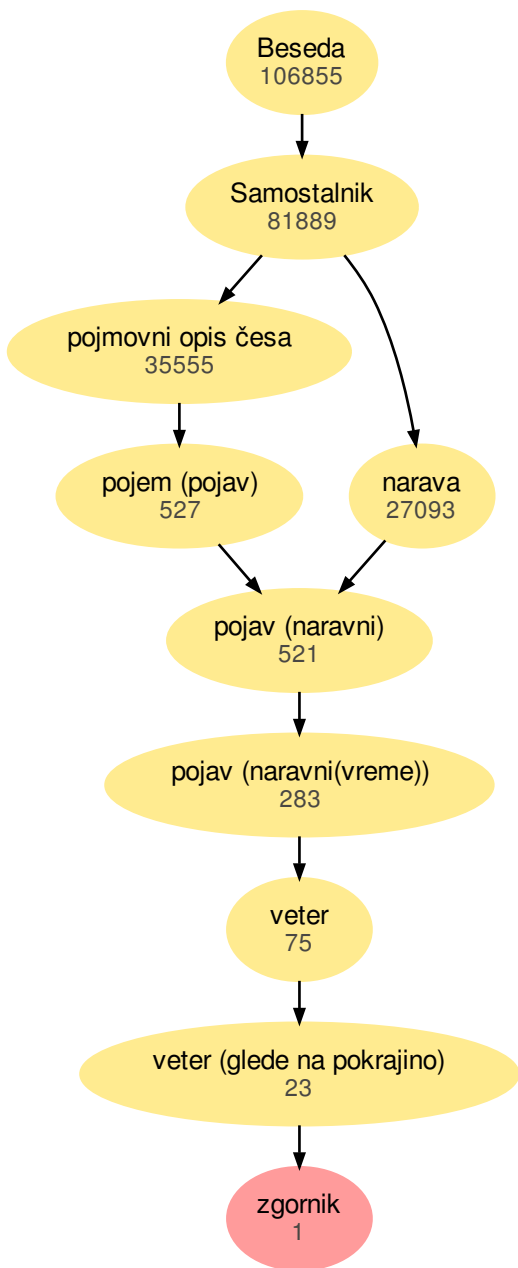 Beseda
106855
Samostalnik
81889
pojmovni opis česa
35555
pojem (pojav)
527
narava
27093
pojav (naravni)
521
pojav (naravni(vreme))
283
veter
75
veter (glede na pokrajino)
23
zgornik
1